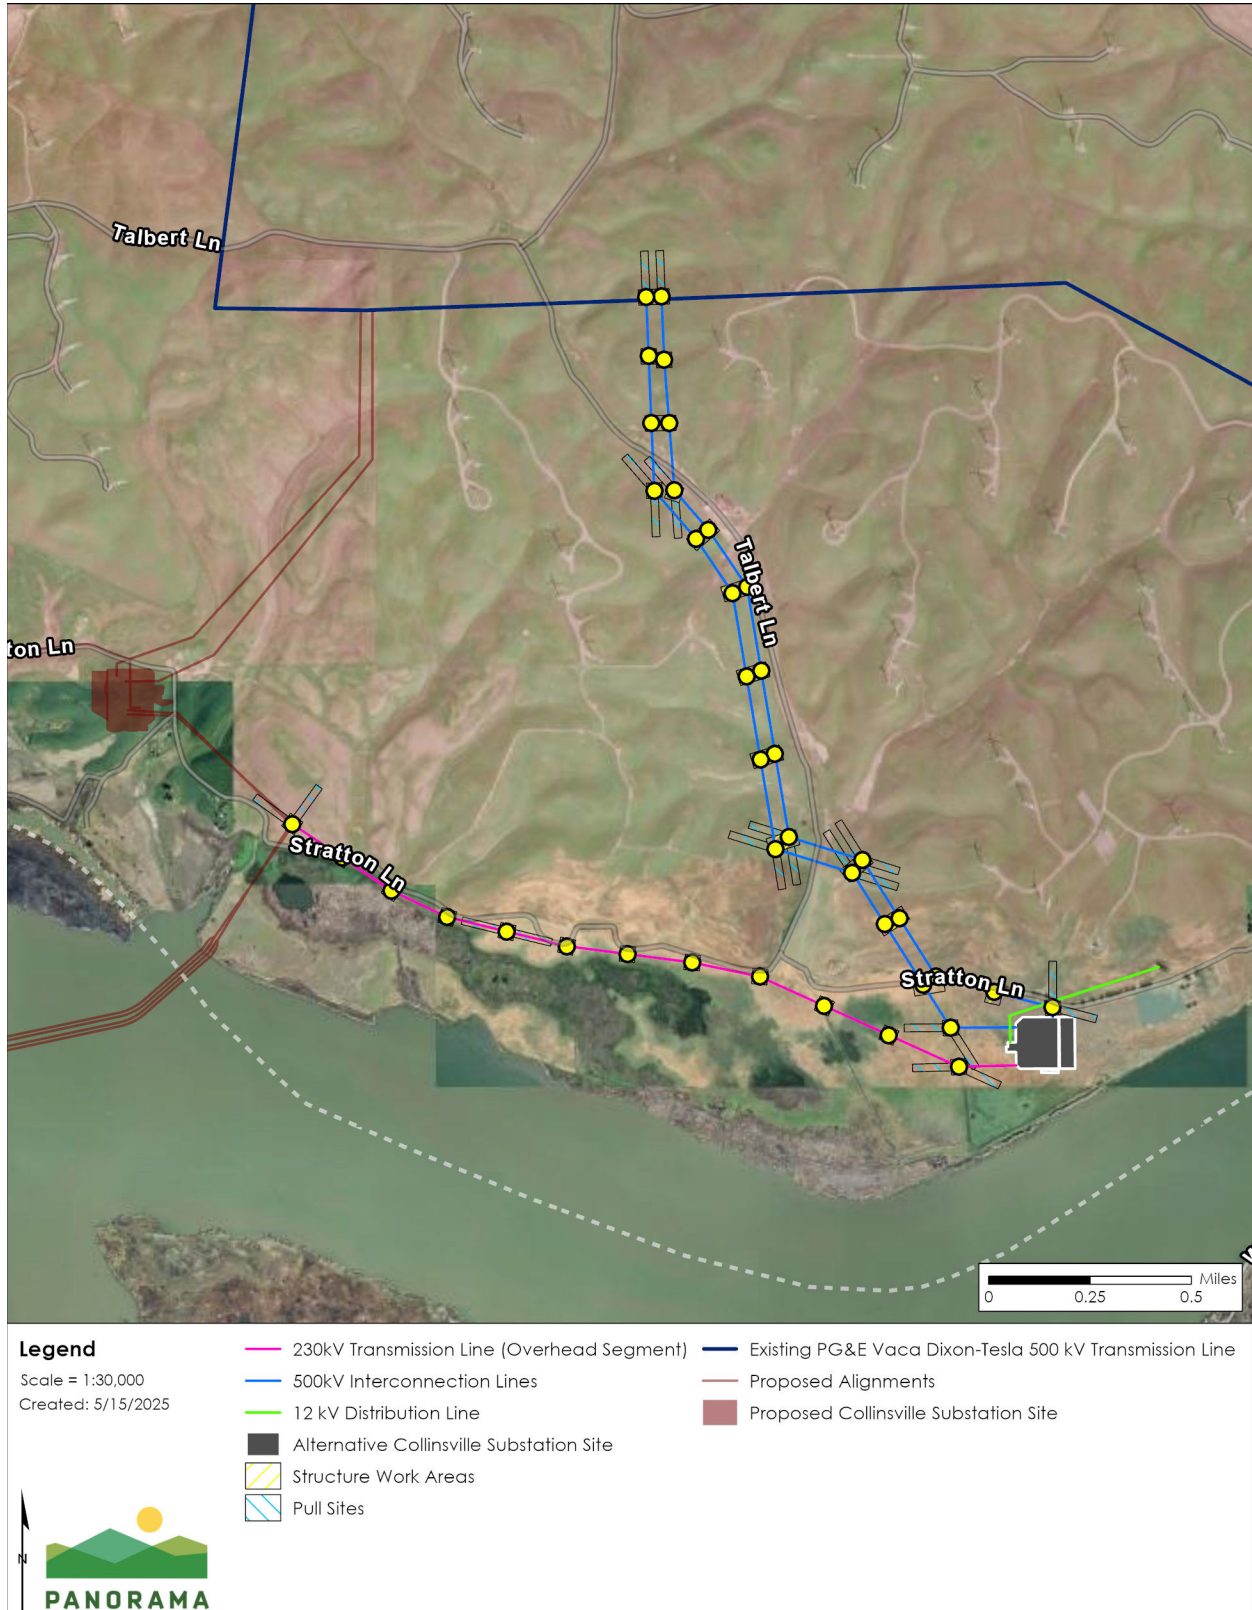 Talbert Ln
Talbert Ln
ton Ln
Stratton Ln
Stratton Ln
Miles
0 0.25 0.5
Legend
Scale = 1:30,000
Created: 5/15/2025
230kV Transmission Line (Overhead Segment)
500kV Interconnection Lines
12 kV Distribution Line
Alternative Collinsville Substation Site
Structure Work Areas
Pull Sites
Existing PG&E Vaca Dixon-Tesla 500 kV Transmission Line
Proposed Alignments
Proposed Collinsville Substation Site
N
PANORAMA